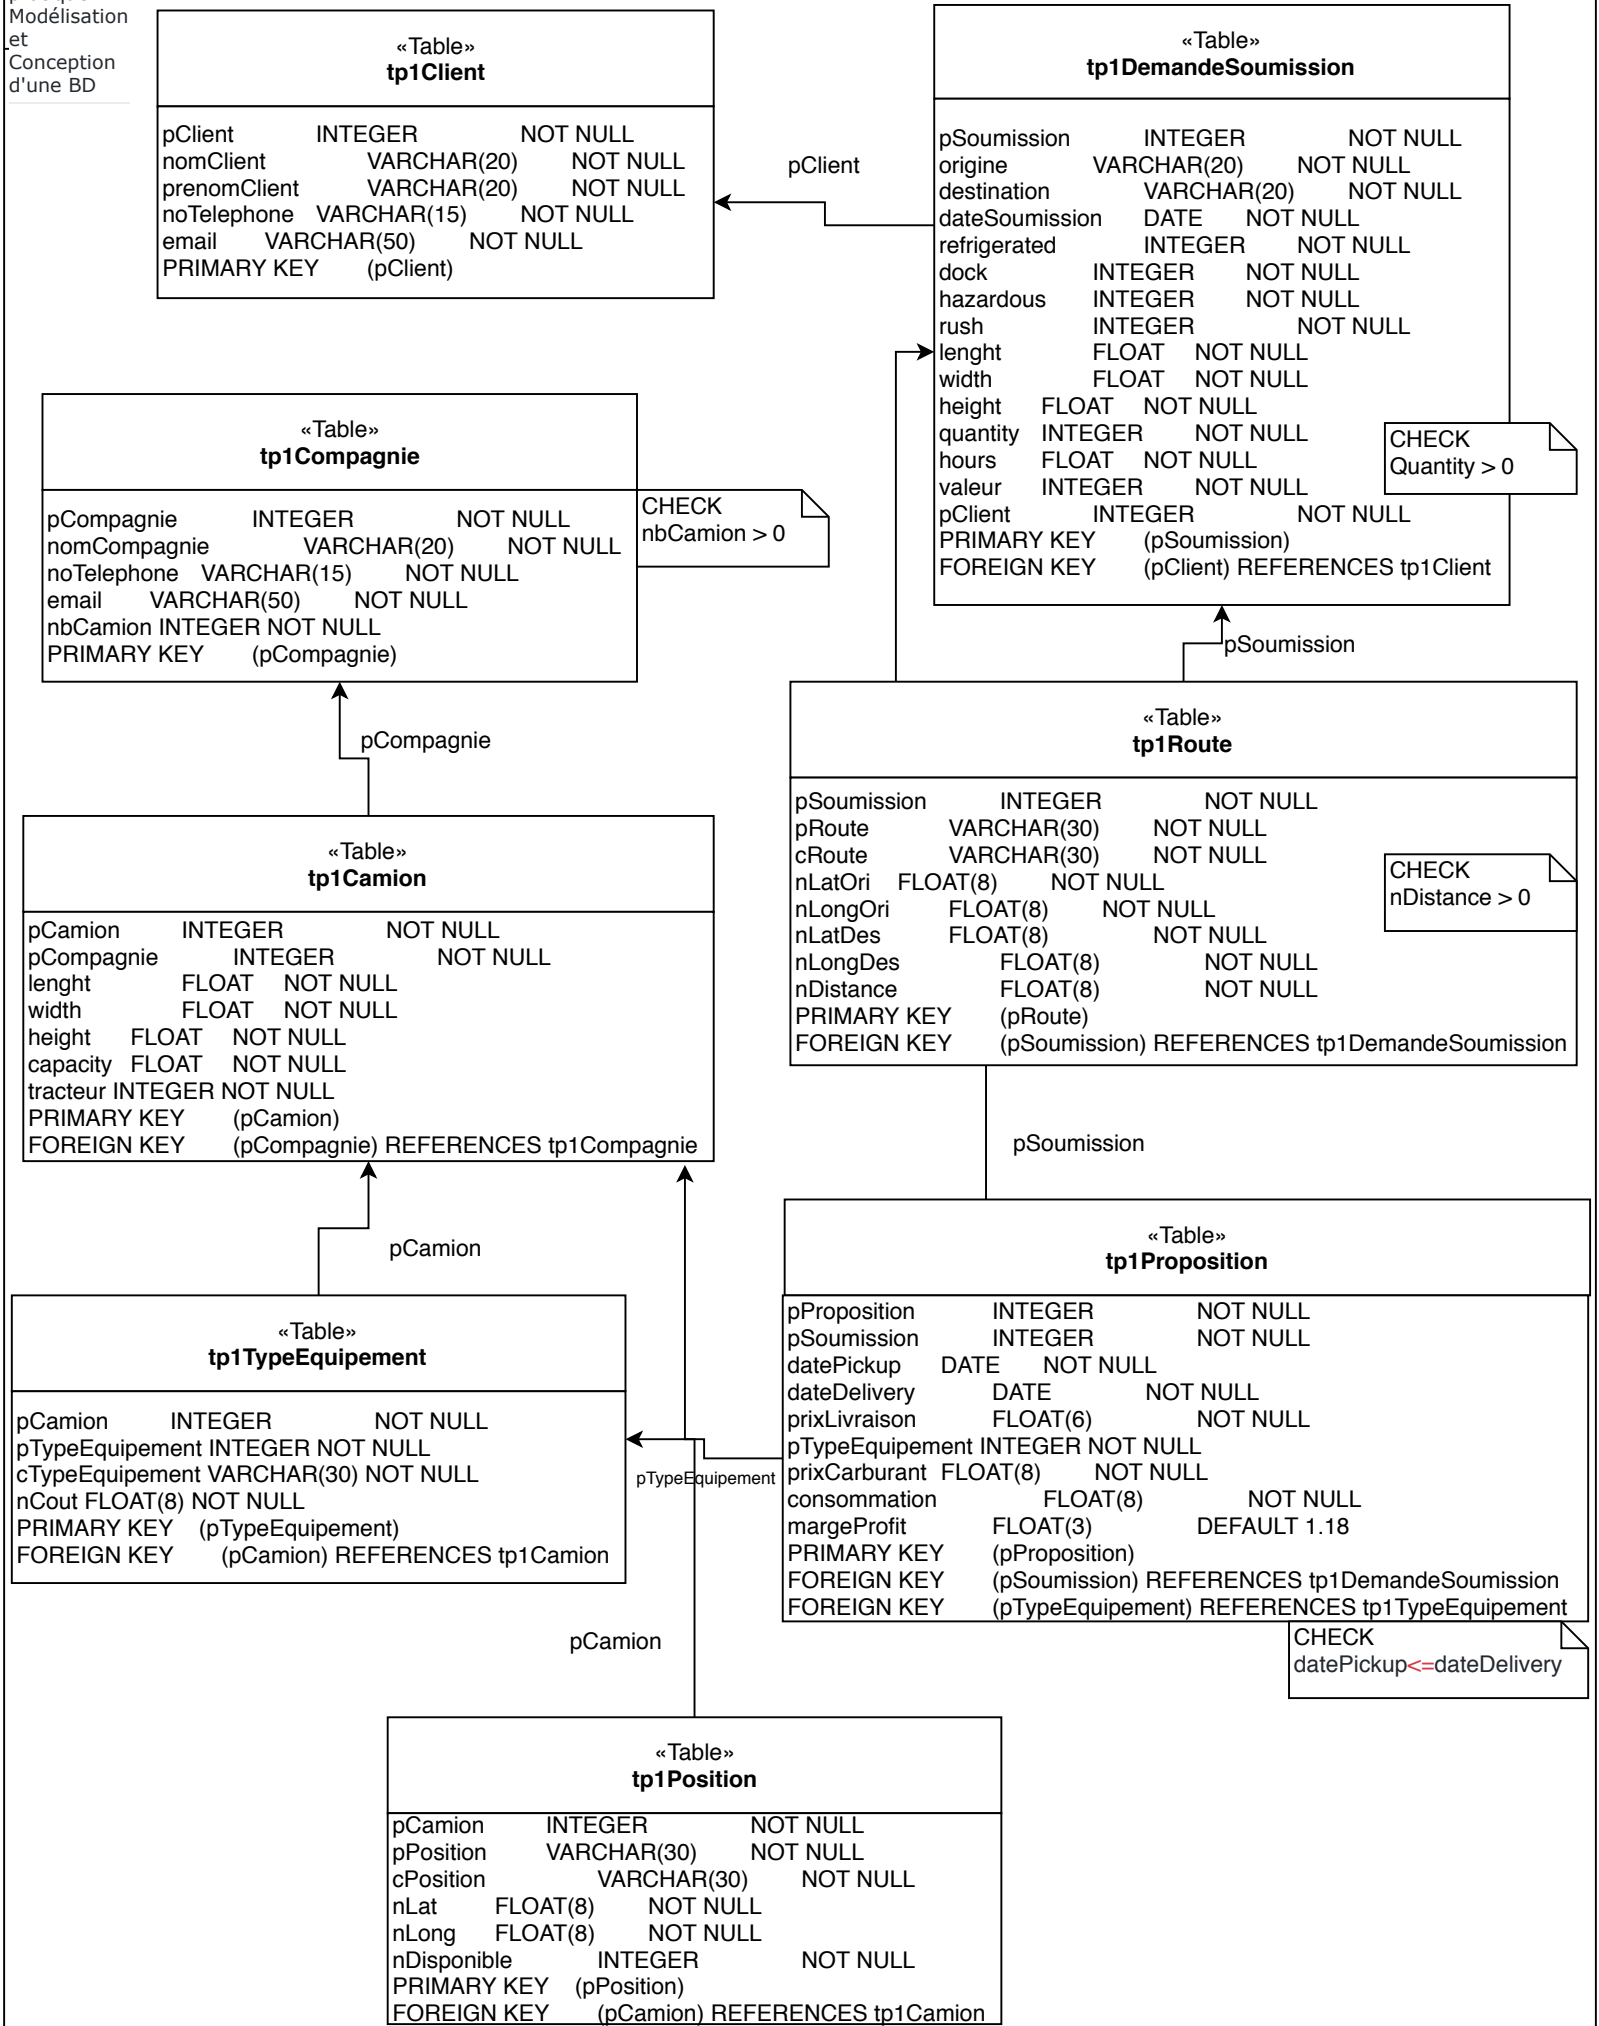 Modélisation
et
Conception
d'une BD
«Table»
tp1Client
pClient INTEGER NOT NULL
nomClient VARCHAR(20) NOT NULL
prenomClient VARCHAR(20) NOT NULL
noTelephone VARCHAR(15) NOT NULL
email VARCHAR(50) NOT NULL
PRIMARY KEY (pClient)
pClient
«Table»
tp1DemandeSoumission
pSoumission INTEGER NOT NULL
origine VARCHAR(20) NOT NULL
destination VARCHAR(20) NOT NULL
dateSoumission DATE NOT NULL
refrigerated INTEGER NOT NULL
dock INTEGER NOT NULL
hazardous INTEGER NOT NULL
rush INTEGER NOT NULL
lenght FLOAT NOT NULL
width FLOAT NOT NULL
height FLOAT NOT NULL
quantity INTEGER NOT NULL
hours FLOAT NOT NULL
valeur INTEGER NOT NULL
pClient INTEGER NOT NULL
PRIMARY KEY (pSoumission)
FOREIGN KEY (pClient) REFERENCES tp1Client
CHECK
Quantity > 0
«Table»
tp1Compagnie
pCompagnie INTEGER NOT NULL
nomCompagnie VARCHAR(20) NOT NULL
noTelephone VARCHAR(15) NOT NULL
email VARCHAR(50) NOT NULL
nbCamion INTEGER NOT NULL
PRIMARY KEY (pCompagnie)
CHECK
nbCamion > 0
pSoumission
pCompagnie
«Table»
tp1Route
pSoumission INTEGER NOT NULL
pRoute VARCHAR(30) NOT NULL
cRoute VARCHAR(30) NOT NULL
nLatOri FLOAT(8) NOT NULL
nLongOri FLOAT(8) NOT NULL
nLatDes FLOAT(8) NOT NULL
nLongDes FLOAT(8) NOT NULL
nDistance FLOAT(8) NOT NULL
PRIMARY KEY (pRoute)
FOREIGN KEY (pSoumission) REFERENCES tp1DemandeSoumission
CHECK
nDistance > 0
«Table»
tp1Camion
pCamion INTEGER NOT NULL
pCompagnie INTEGER NOT NULL
lenght FLOAT NOT NULL
width FLOAT NOT NULL
height FLOAT NOT NULL
capacity FLOAT NOT NULL
tracteur INTEGER NOT NULL
PRIMARY KEY (pCamion)
FOREIGN KEY (pCompagnie) REFERENCES tp1Compagnie
pSoumission
pCamion
«Table»
tp1Proposition
pProposition INTEGER NOT NULL
pSoumission INTEGER NOT NULL
datePickup DATE NOT NULL
dateDelivery DATE NOT NULL
prixLivraison FLOAT(6) NOT NULL
pTypeEquipement INTEGER NOT NULL
prixCarburant FLOAT(8) NOT NULL
consommation FLOAT(8) NOT NULL
margeProfit FLOAT(3) DEFAULT 1.18
PRIMARY KEY (pProposition)
FOREIGN KEY (pSoumission) REFERENCES tp1DemandeSoumission
FOREIGN KEY (pTypeEquipement) REFERENCES tp1TypeEquipement
CHECK
datePickup<=dateDelivery
«Table»
tp1TypeEquipement
pCamion INTEGER NOT NULL
pTypeEquipement INTEGER NOT NULL
cTypeEquipement VARCHAR(30) NOT NULL
nCout FLOAT(8) NOT NULL
PRIMARY KEY (pTypeEquipement)
FOREIGN KEY (pCamion) REFERENCES tp1Camion
pTypeEquipement
pCamion
«Table»
tp1Position
pCamion INTEGER NOT NULL
pPosition VARCHAR(30) NOT NULL
cPosition VARCHAR(30) NOT NULL
nLat FLOAT(8) NOT NULL
nLong FLOAT(8) NOT NULL
nDisponible INTEGER NOT NULL
PRIMARY KEY (pPosition)
FOREIGN KEY (pCamion) REFERENCES tp1Camion